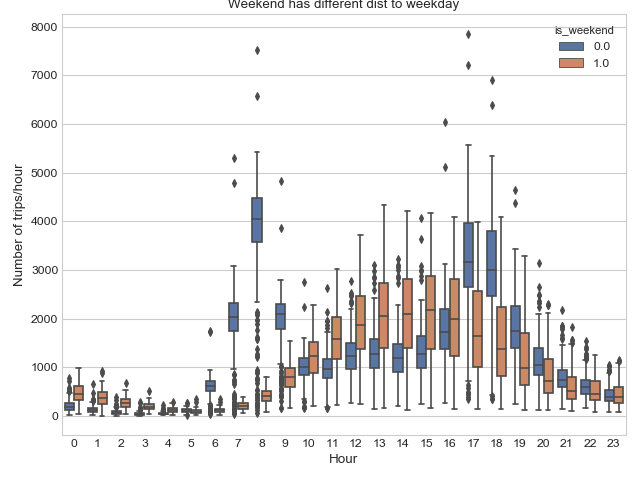 Weekend has different dist to weekday
8000
7000
6000
5000
4000
3000
2000
1000
0
Number of trips/hour
is_weekend
0.0
1.0
0 1 2 3 4 5 6 7 8 9 10 11 12 13 14 15 16 17 18 19 20 21 22 23
Hour